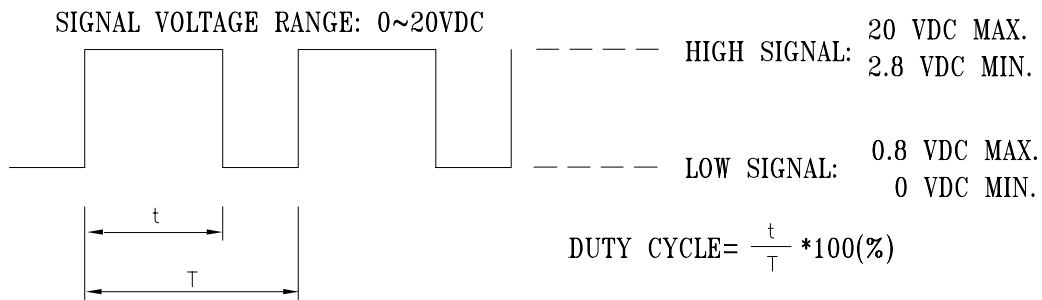 SIGNAL VOLTAGE RANGE: 0~20VDC
HIGH SIGNAL: 20 VDC MAX.
2.8 VDC MIN.
LOW SIGNAL: 0.8 VDC MAX.
0 VDC MIN.
t
T
DUTY CYCLE= t/T *100(%)